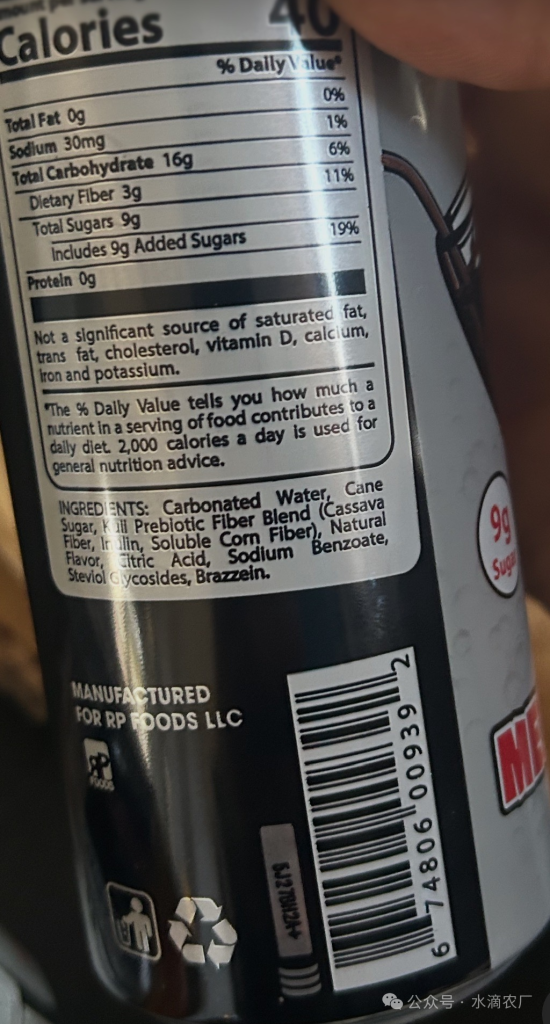 Calories 40
% Daily Value*
Total Fat 0g 0%
Sodium 30mg 1%
Total Carbohydrate 16g 6%
Dietary Fiber 3g 11%
Total Sugars 9g
Includes 9g Added Sugars 19%
Protein 0g
Not a significant source of saturated fat,
trans fat, cholesterol, vitamin D, calcium,
iron and potassium.
*The % Daily Value tells you how much a
nutrient in a serving of food contributes to a
daily diet. 2,000 calories a day is used for
general nutrition advice.
INGREDIENTS: Carbonated Water, Cane
Sugar, Prebiotic Fiber Blend (Cassava
Fiber, Inulin, Soluble Corn Fiber), Natural
Flavor, Citric Acid, Sodium Benzoate,
Steviol Glycosides, Brazzein.
9g
Sugar
MANUFACTURED
FOR RP FOODS LLC
RP
FOODS
6 74806 00939 2
公众号 · 水滴农厂